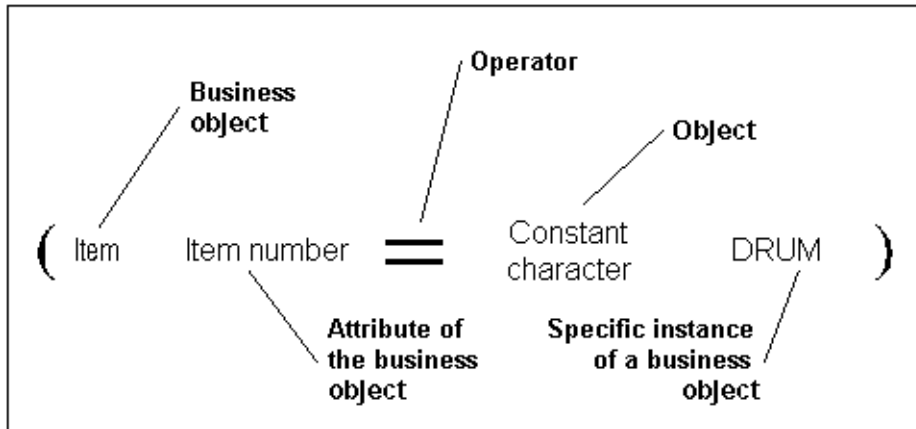 Operator
Business
object
Object
( Item Item number = Constant
character DRUM )
Attribute of
the business
object
Specific instance
of a business
object